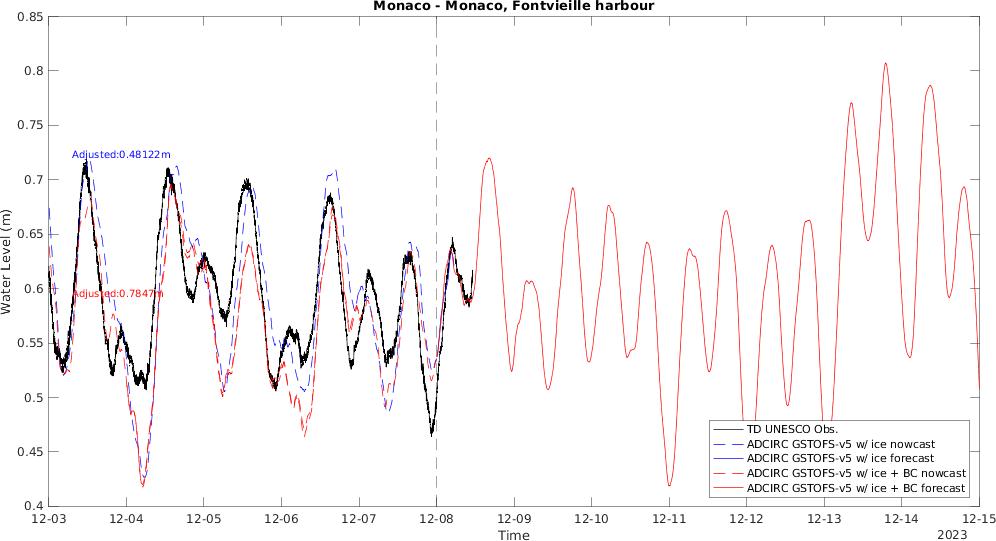 Monaco - Monaco, Fontvieille harbour
0.85
0.8
0.75
0.7
0.65
0.6
0.55
0.5
0.45
0.4
Water Level (m)
Adjusted:0.48122m
Adjusted:0.7847m
TD UNESCO Obs.
ADCIRC GSTOFS-v5 w/ ice nowcast
ADCIRC GSTOFS-v5 w/ ice forecast
ADCIRC GSTOFS-v5 w/ ice + BC nowcast
ADCIRC GSTOFS-v5 w/ ice + BC forecast
12-03 12-04 12-05 12-06 12-07 12-08 12-09 12-10 12-11 12-12 12-13 12-14 12-15
Time
2023